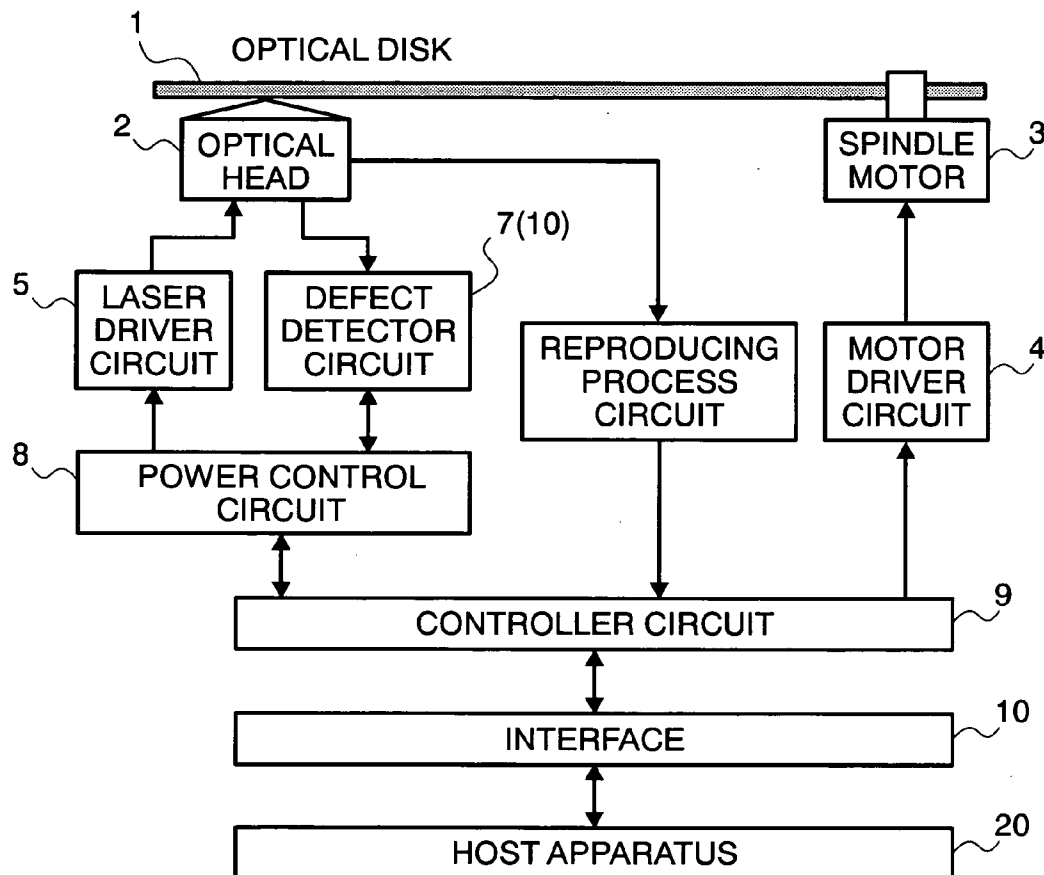 1
OPTICAL DISK
2
OPTICAL
HEAD
SPINDLE
MOTOR
3
7(10)
5
LASER
DRIVER
CIRCUIT
DEFECT
DETECTOR
CIRCUIT
REPRODUCING
PROCESS
CIRCUIT
MOTOR
DRIVER
CIRCUIT
4
8
POWER CONTROL
CIRCUIT
9
CONTROLLER CIRCUIT
10
INTERFACE
20
HOST APPARATUS